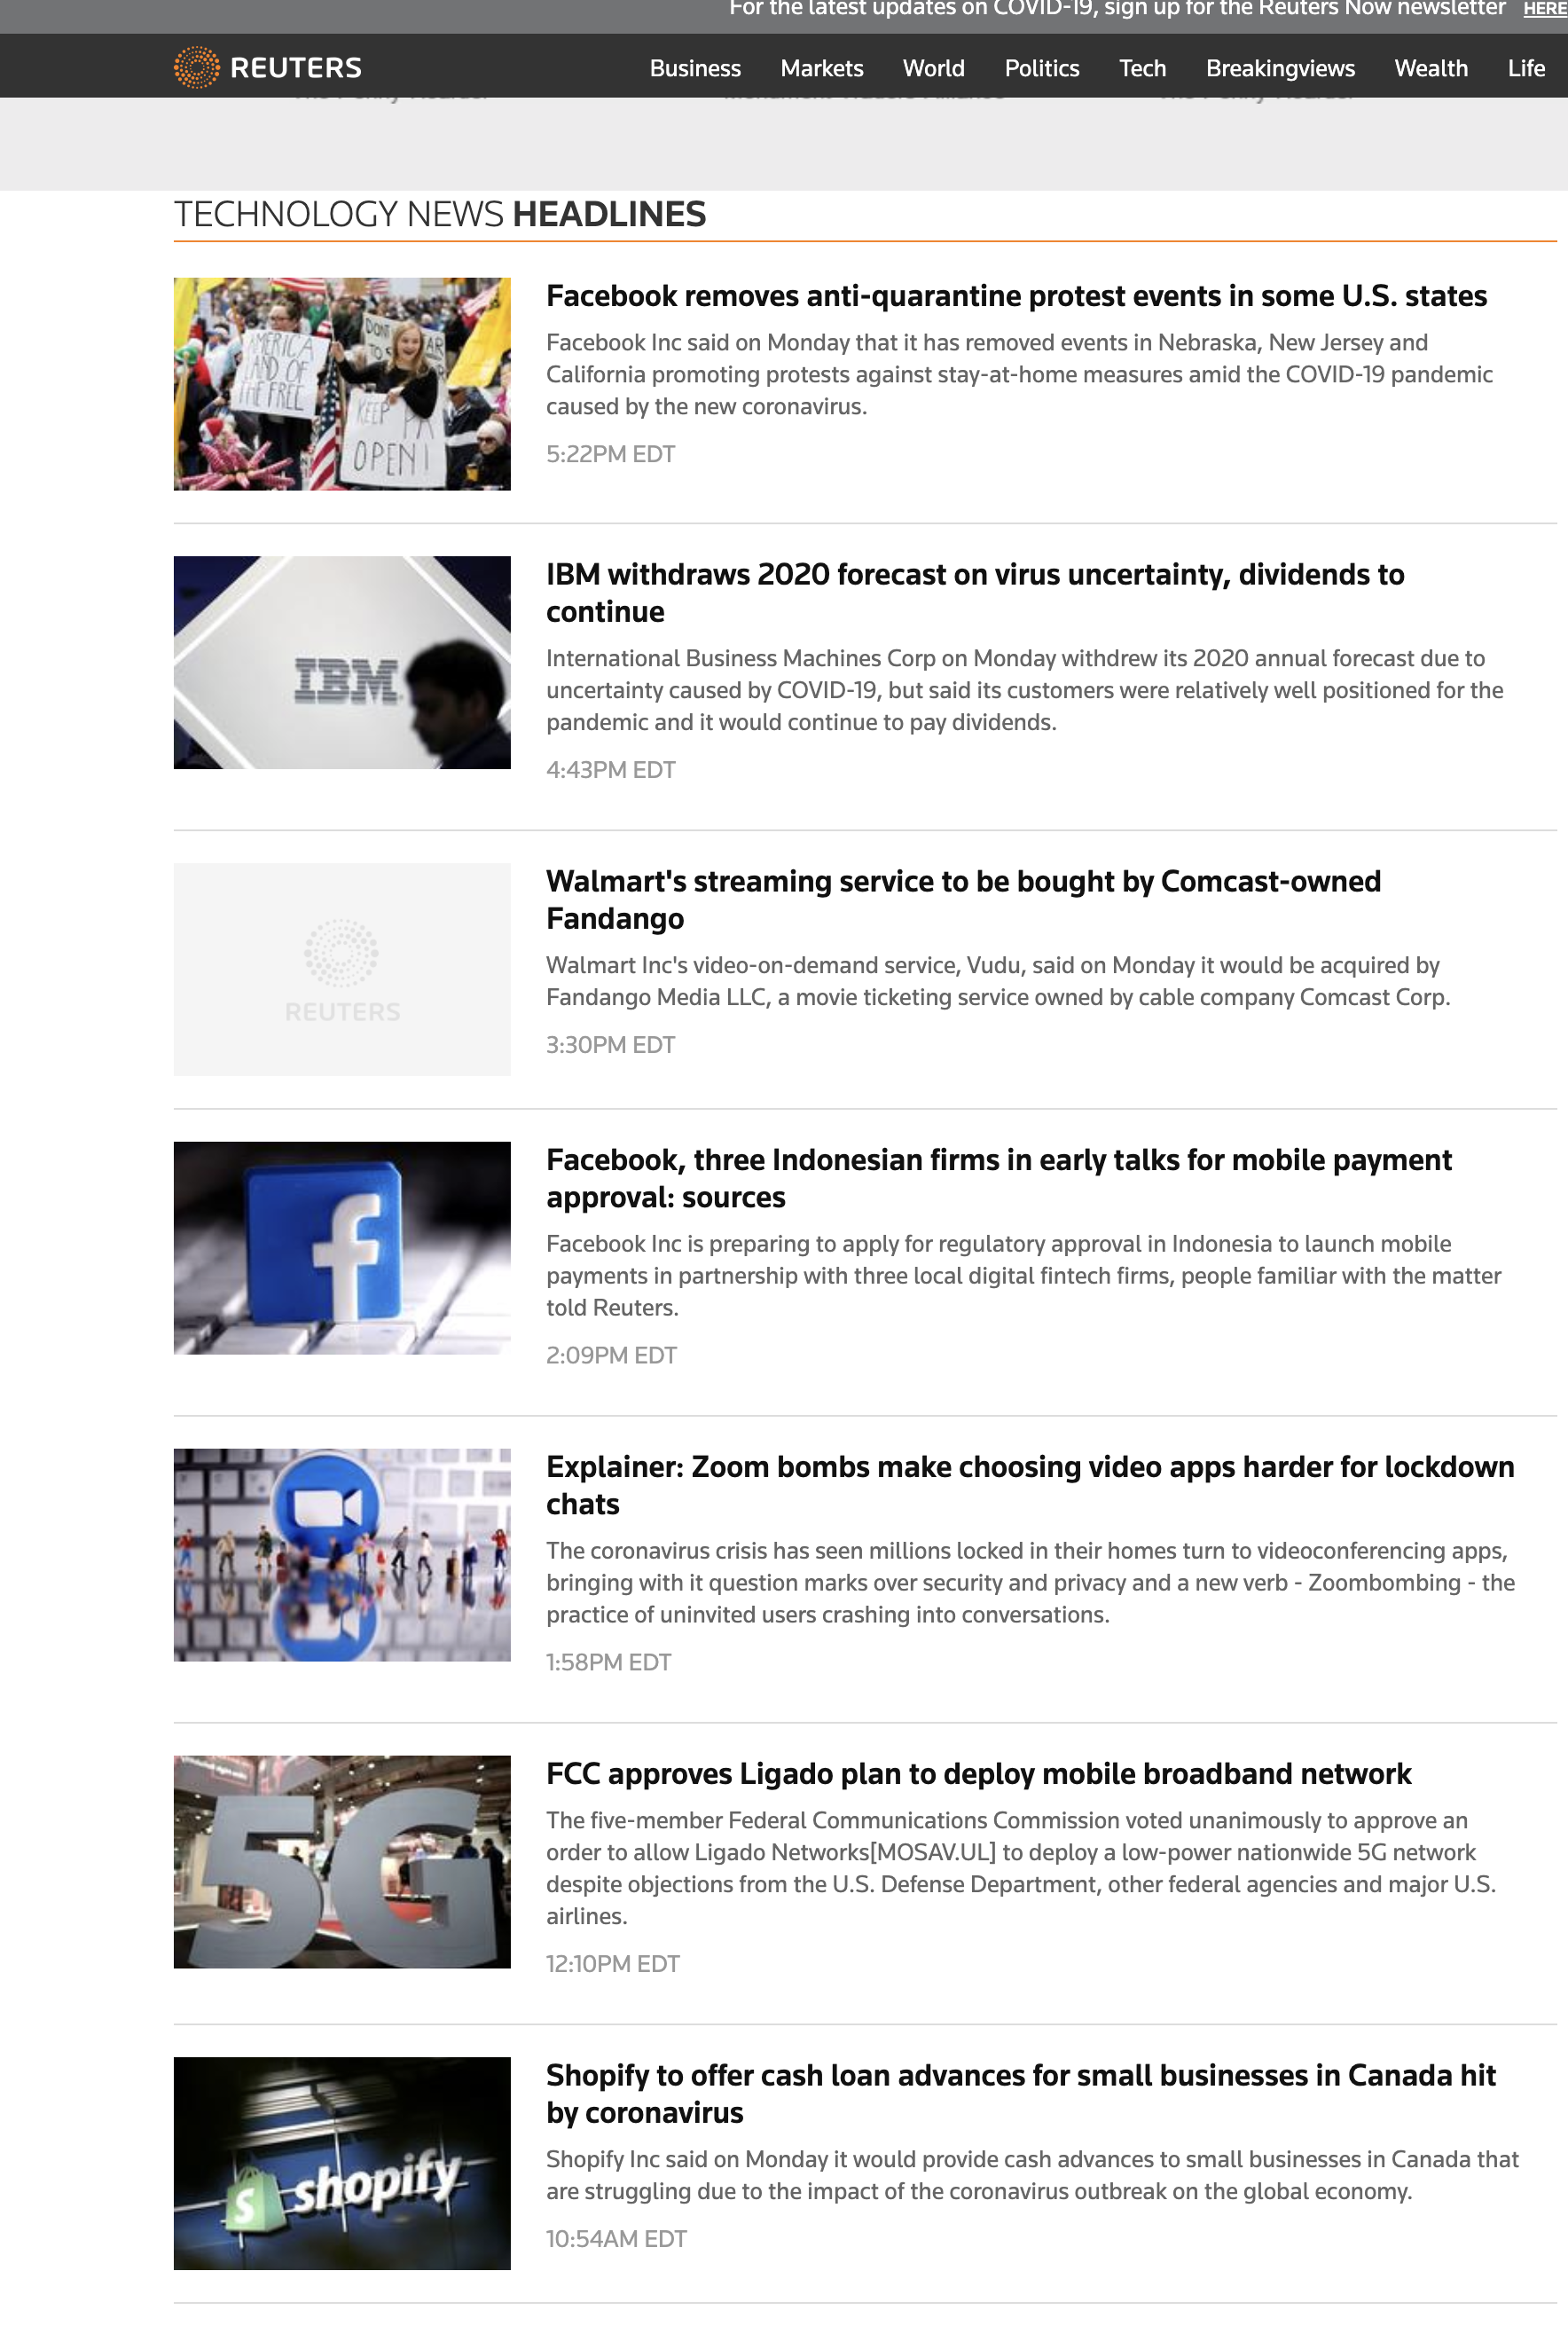 For the latest updates on COVID-19, sign up for the Reuters Now newsletter HERE
REUTERS Business Markets World Politics Tech Breakingviews Wealth Life
TECHNOLOGY NEWS HEADLINES
AMERICA
LAND OF
THE FREE
KEEP PA
OPEN!
Facebook removes anti-quarantine protest events in some U.S. states
Facebook Inc said on Monday that it has removed events in Nebraska, New Jersey and
California promoting protests against stay-at-home measures amid the COVID-19 pandemic
caused by the new coronavirus.
5:22PM EDT
IBM
IBM withdraws 2020 forecast on virus uncertainty, dividends to
continue
International Business Machines Corp on Monday withdrew its 2020 annual forecast due to
uncertainty caused by COVID-19, but said its customers were relatively well positioned for the
pandemic and it would continue to pay dividends.
4:43PM EDT
REUTERS
Walmart's streaming service to be bought by Comcast-owned
Fandango
Walmart Inc's video-on-demand service, Vudu, said on Monday it would be acquired by
Fandango Media LLC, a movie ticketing service owned by cable company Comcast Corp.
3:30PM EDT
f
Facebook, three Indonesian firms in early talks for mobile payment
approval: sources
Facebook Inc is preparing to apply for regulatory approval in Indonesia to launch mobile
payments in partnership with three local digital fintech firms, people familiar with the matter
told Reuters.
2:09PM EDT
Explainer: Zoom bombs make choosing video apps harder for lockdown
chats
The coronavirus crisis has seen millions locked in their homes turn to videoconferencing apps,
bringing with it question marks over security and privacy and a new verb - Zoombombing - the
practice of uninvited users crashing into conversations.
1:58PM EDT
5G
FCC approves Ligado plan to deploy mobile broadband network
The five-member Federal Communications Commission voted unanimously to approve an
order to allow Ligado Networks[MOSAV.UL] to deploy a low-power nationwide 5G network
despite objections from the U.S. Defense Department, other federal agencies and major U.S.
airlines.
12:10PM EDT
shopify
Shopify to offer cash loan advances for small businesses in Canada hit
by coronavirus
Shopify Inc said on Monday it would provide cash advances to small businesses in Canada that
are struggling due to the impact of the coronavirus outbreak on the global economy.
10:54AM EDT